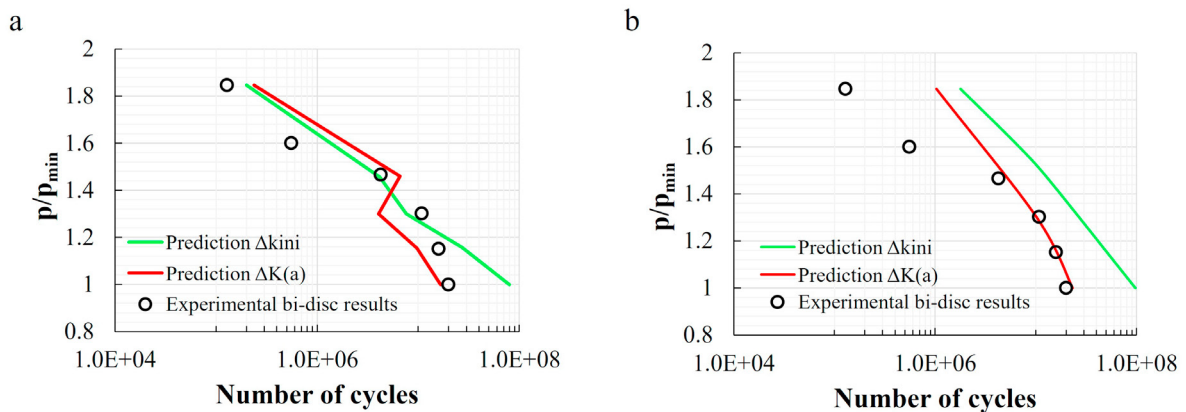 a
2
1.8
1.6
1.4
1.2
1
0.8
p/pmin
Prediction Δkini
Prediction ΔK(a)
Experimental bi-disc results
1.0E+04
1.0E+06
1.0E+08
Number of cycles
b
2
1.8
1.6
1.4
1.2
1
0.8
p/pmin
Prediction Δkini
Prediction ΔK(a)
Experimental bi-disc results
1.0E+04
1.0E+06
1.0E+08
Number of cycles